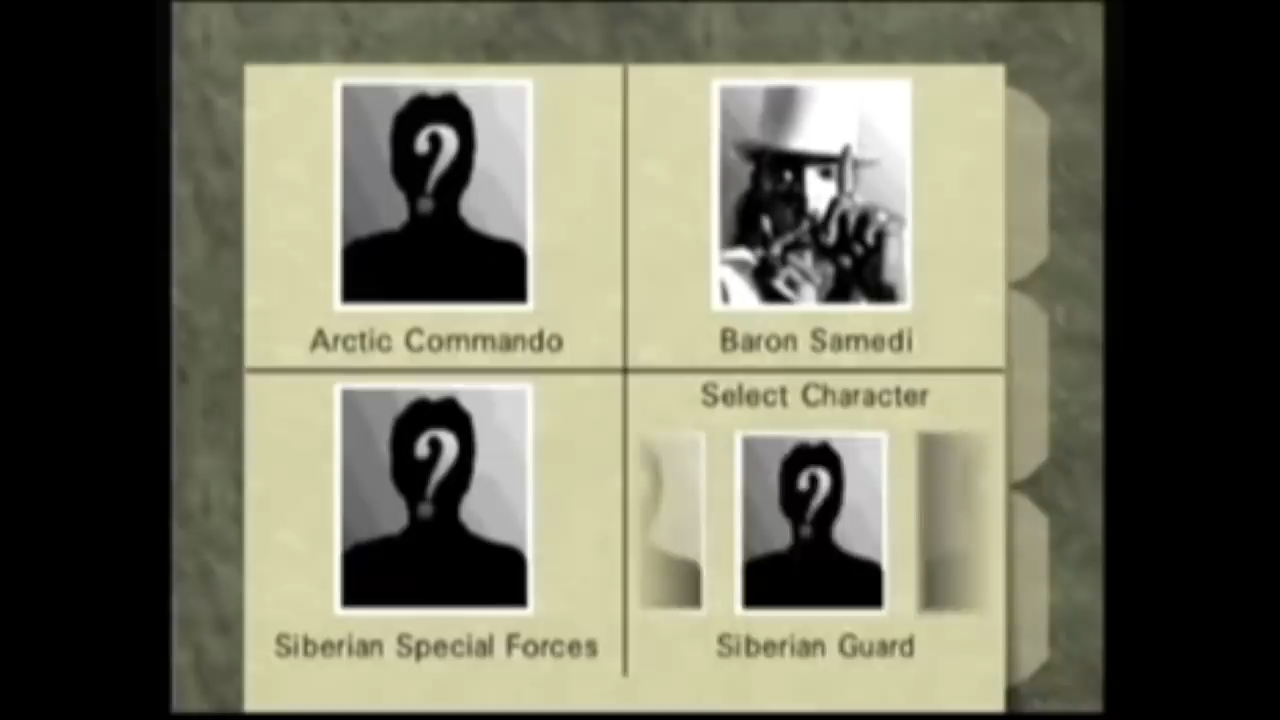 ?
Arctic Commando
Baron Samedi
?
Siberian Special Forces
Select Character
?
Siberian Guard